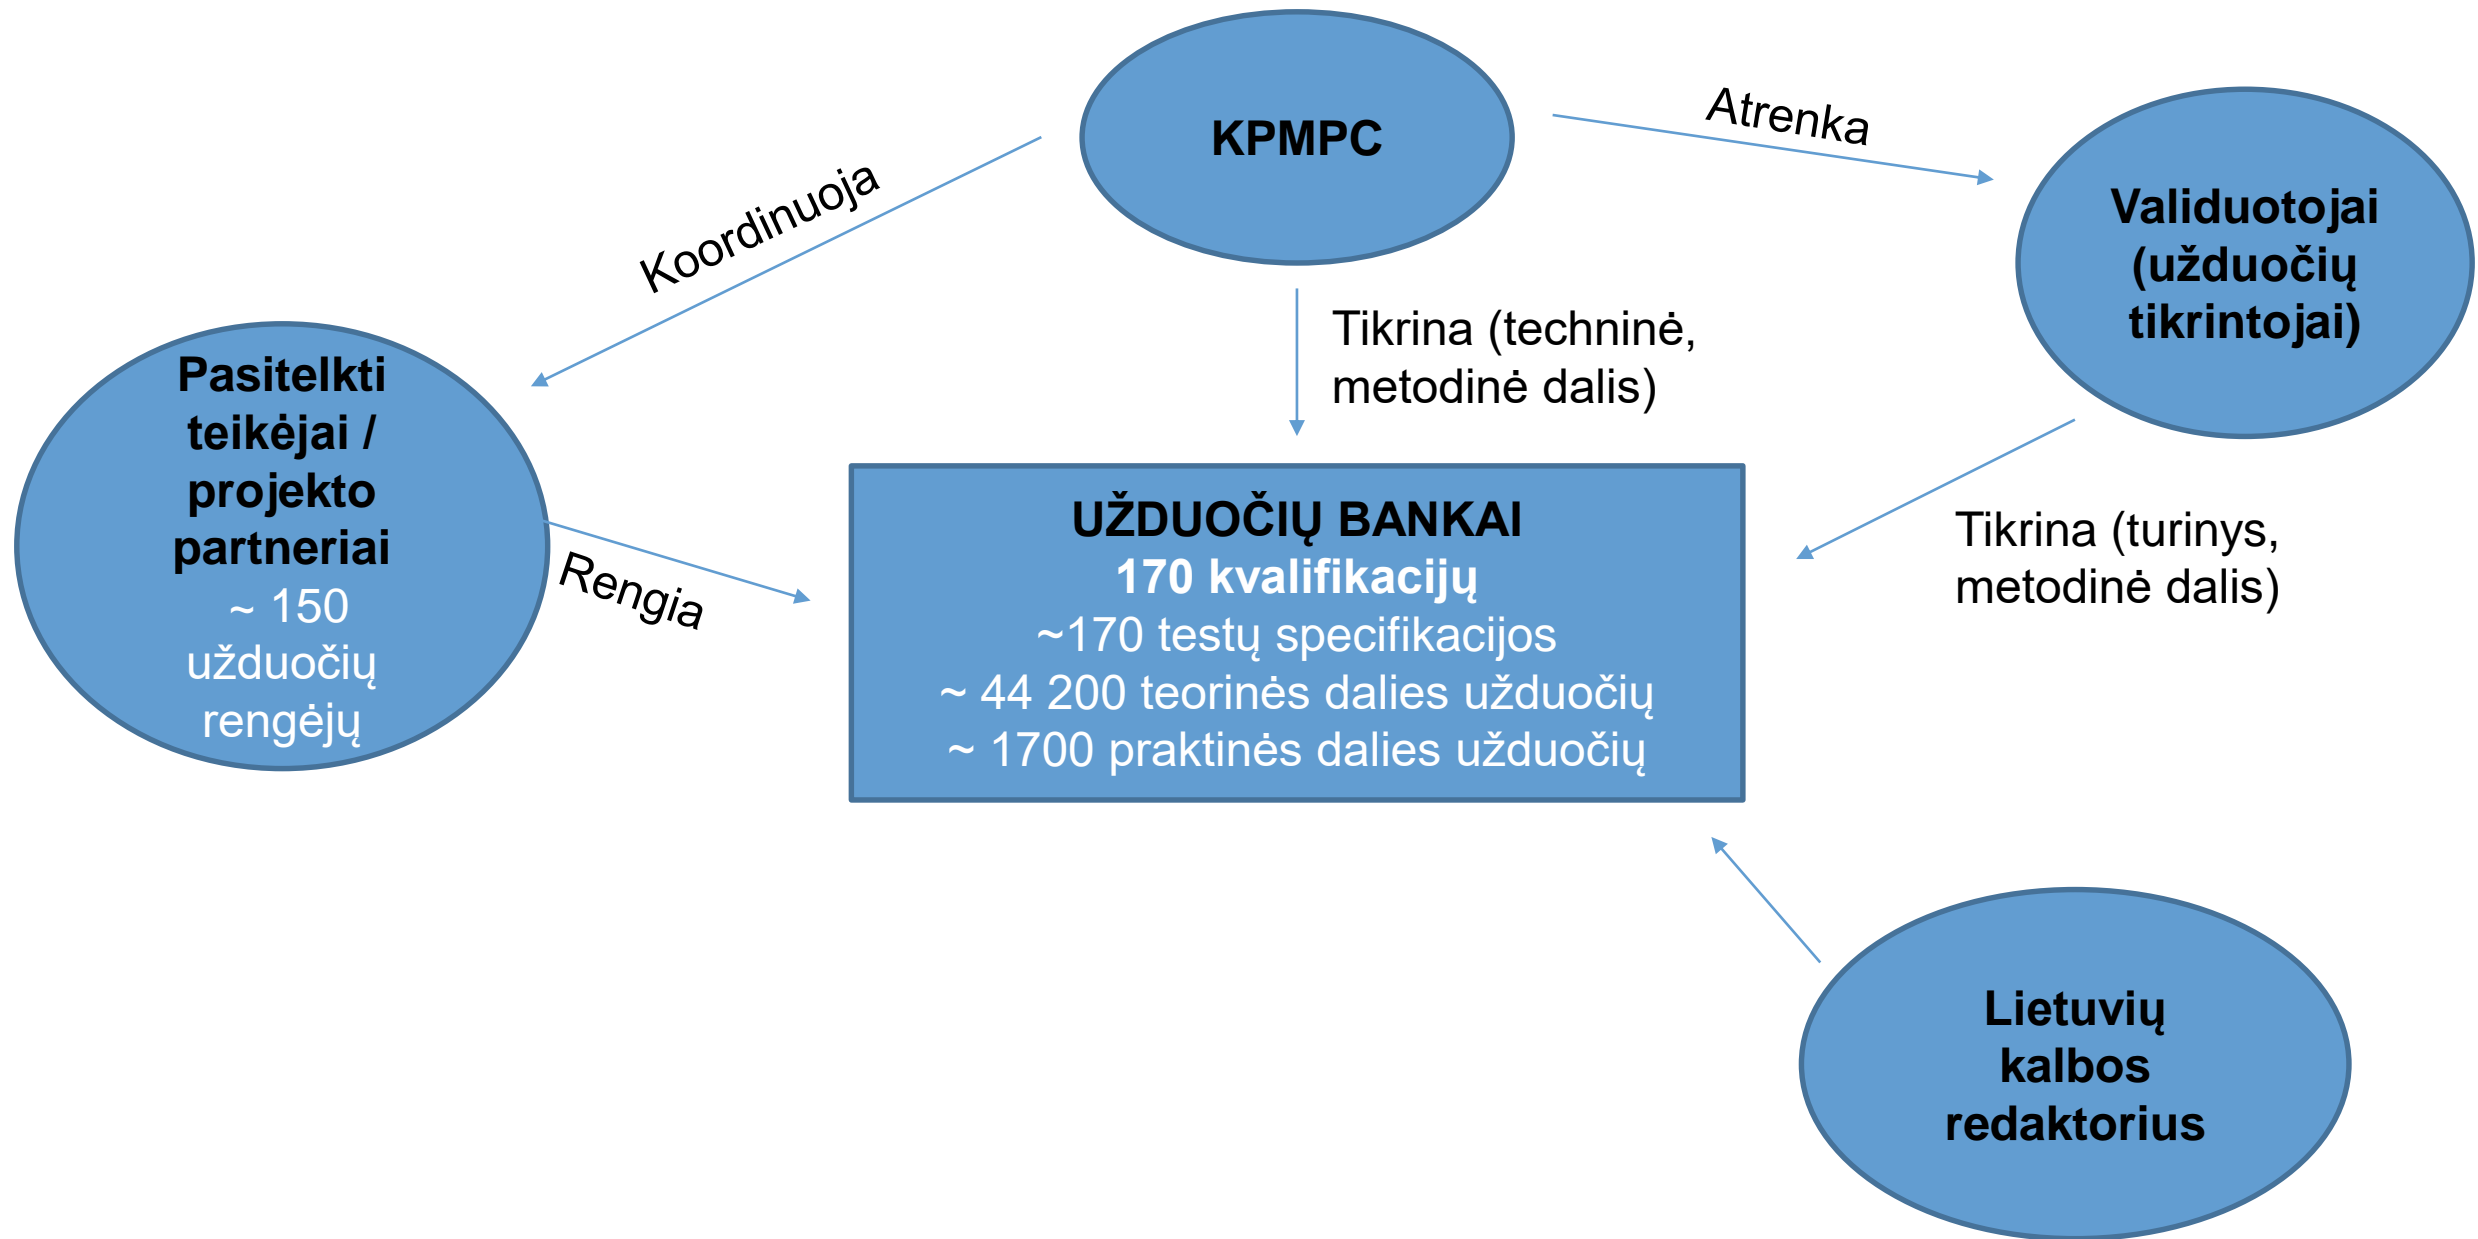 KPMPC
Atrenka
Koordinuoja
Validuotojai
(užduočių
tikrintojai)
Tikrina (techninė,
metodinė dalis)
Pasitelkti
teikėjai /
projekto
partneriai
~ 150
užduočių
rengėjų
Rengia
UŽDUOČIŲ BANKAI
170 kvalifikacijų
~170 testų specifikacijos
~ 44 200 teorinės dalies užduočių
~ 1700 praktinės dalies užduočių
Tikrina (turinys,
metodinė dalis)
Lietuvių
kalbos
redaktorius